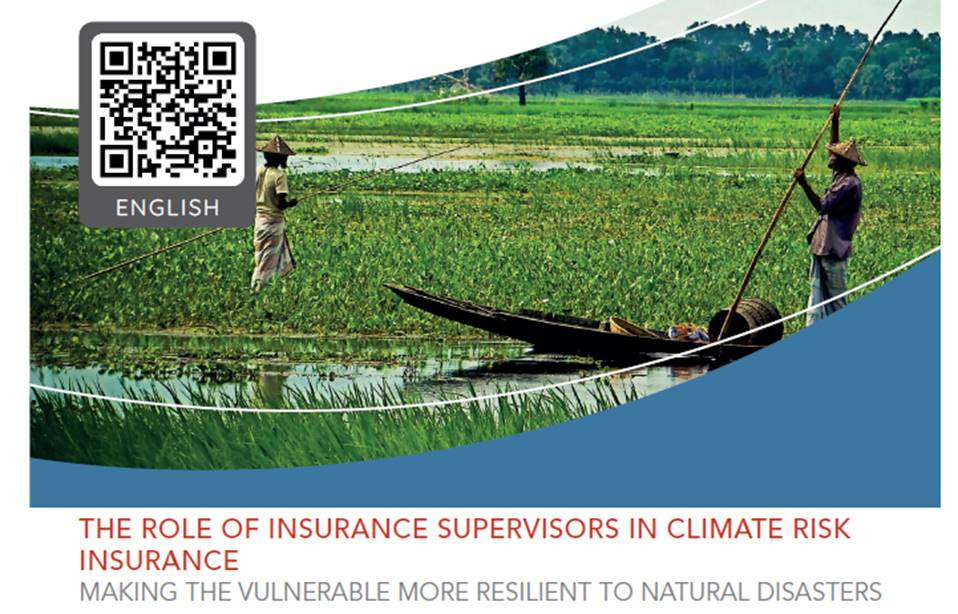 ENGLISH
THE ROLE OF INSURANCE SUPERVISORS IN CLIMATE RISK
INSURANCE
MAKING THE VULNERABLE MORE RESILIENT TO NATURAL DISASTERS